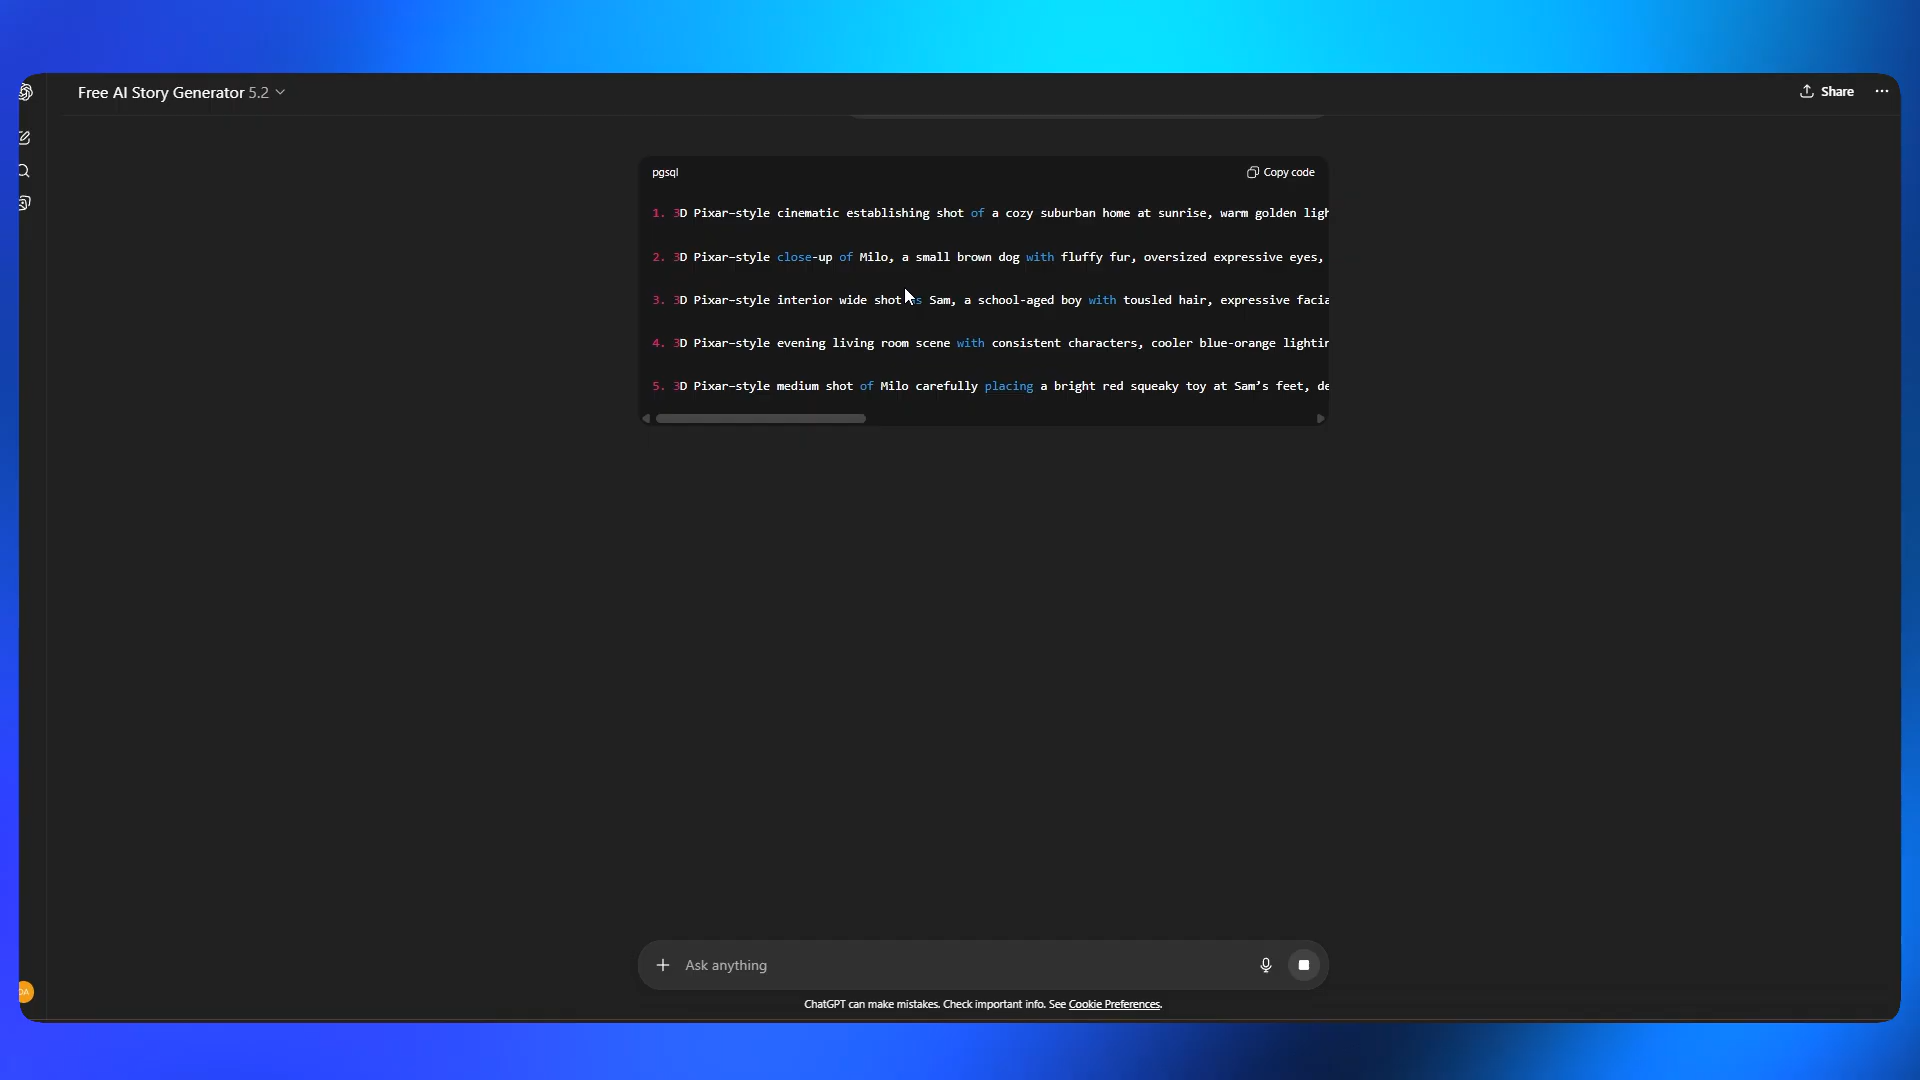 Free AI Story Generator 5.2
Share
pgsql
Copy code
1. 3D Pixar-style cinematic establishing shot of a cozy suburban home at sunrise, warm golden ligh
2. 3D Pixar-style close-up of Milo, a small brown dog with fluffy fur, oversized expressive eyes,
3. 3D Pixar-style interior wide shot as Sam, a school-aged boy with tousled hair, expressive facia
4. 3D Pixar-style evening living room scene with consistent characters, cooler blue-orange lightin
5. 3D Pixar-style medium shot of Milo carefully placing a bright red squeaky toy at Sam’s feet, de
Ask anything
ChatGPT can make mistakes. Check important info. See Cookie Preferences.